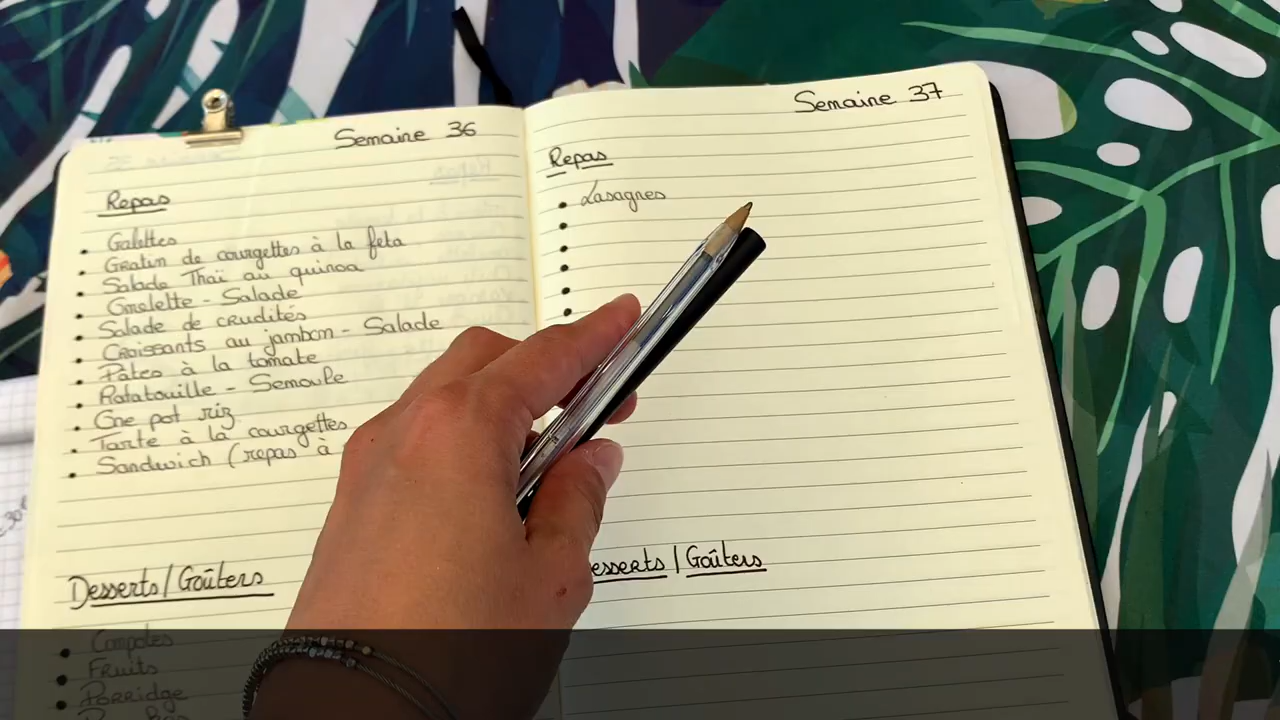 Semaine 36
Repas
Galettes
Gratin de courgettes à la feta
Salade Thaï au quinoa
Omelette - Salade
Salade de crudités
Croissants au jambon - Salade
Pâtes à la tomate
Ratatouille - Semoule
One pot riz
Tarte à la courgettes
Sandwich (repas à
Desserts/Goûters
Compotes
Fruits
Porridge
Semaine 37
Repas
Lasagnes
esserts/Goûters